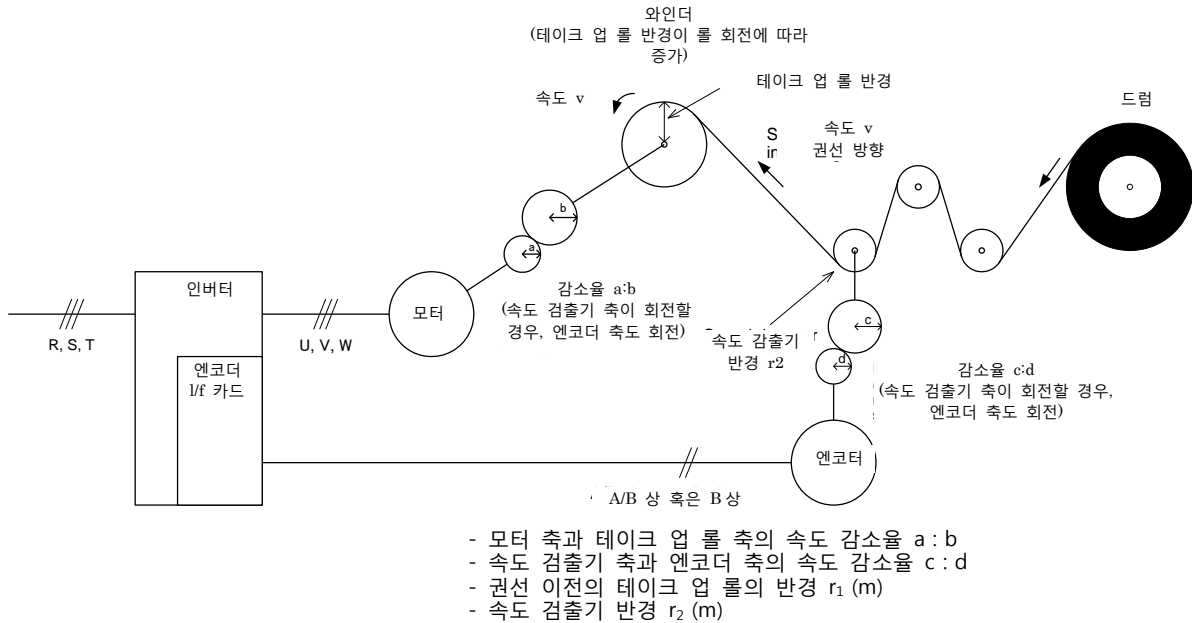 와인더
(테이크 업 롤 반경이 롤 회전에 따라
증가)
테이크 업 롤 반경
속도 v
드럼
속도 v
권선 방향
b
a
인버터
모터
감소율 a:b
(속도 검출기 축이 회전할
경우, 엔코더 축도 회전)
R, S, T
U, V, W
엔코더
l/f 카드
속도 감출기
반경 r2
c
d
감소율 c:d
(속도 검출기 축이 회전할 경우,
엔코더 축도 회전)
엔코터
A/B 상 혹은 B상
- 모터 축과 테이크 업 롤 축의 속도 감소율 a : b
- 속도 검출기 축과 엔코더 축의 속도 감소율 c : d
- 권선 이전의 테이크 업 롤의 반경 r₁ (m)
- 속도 검출기 반경 r₂ (m)